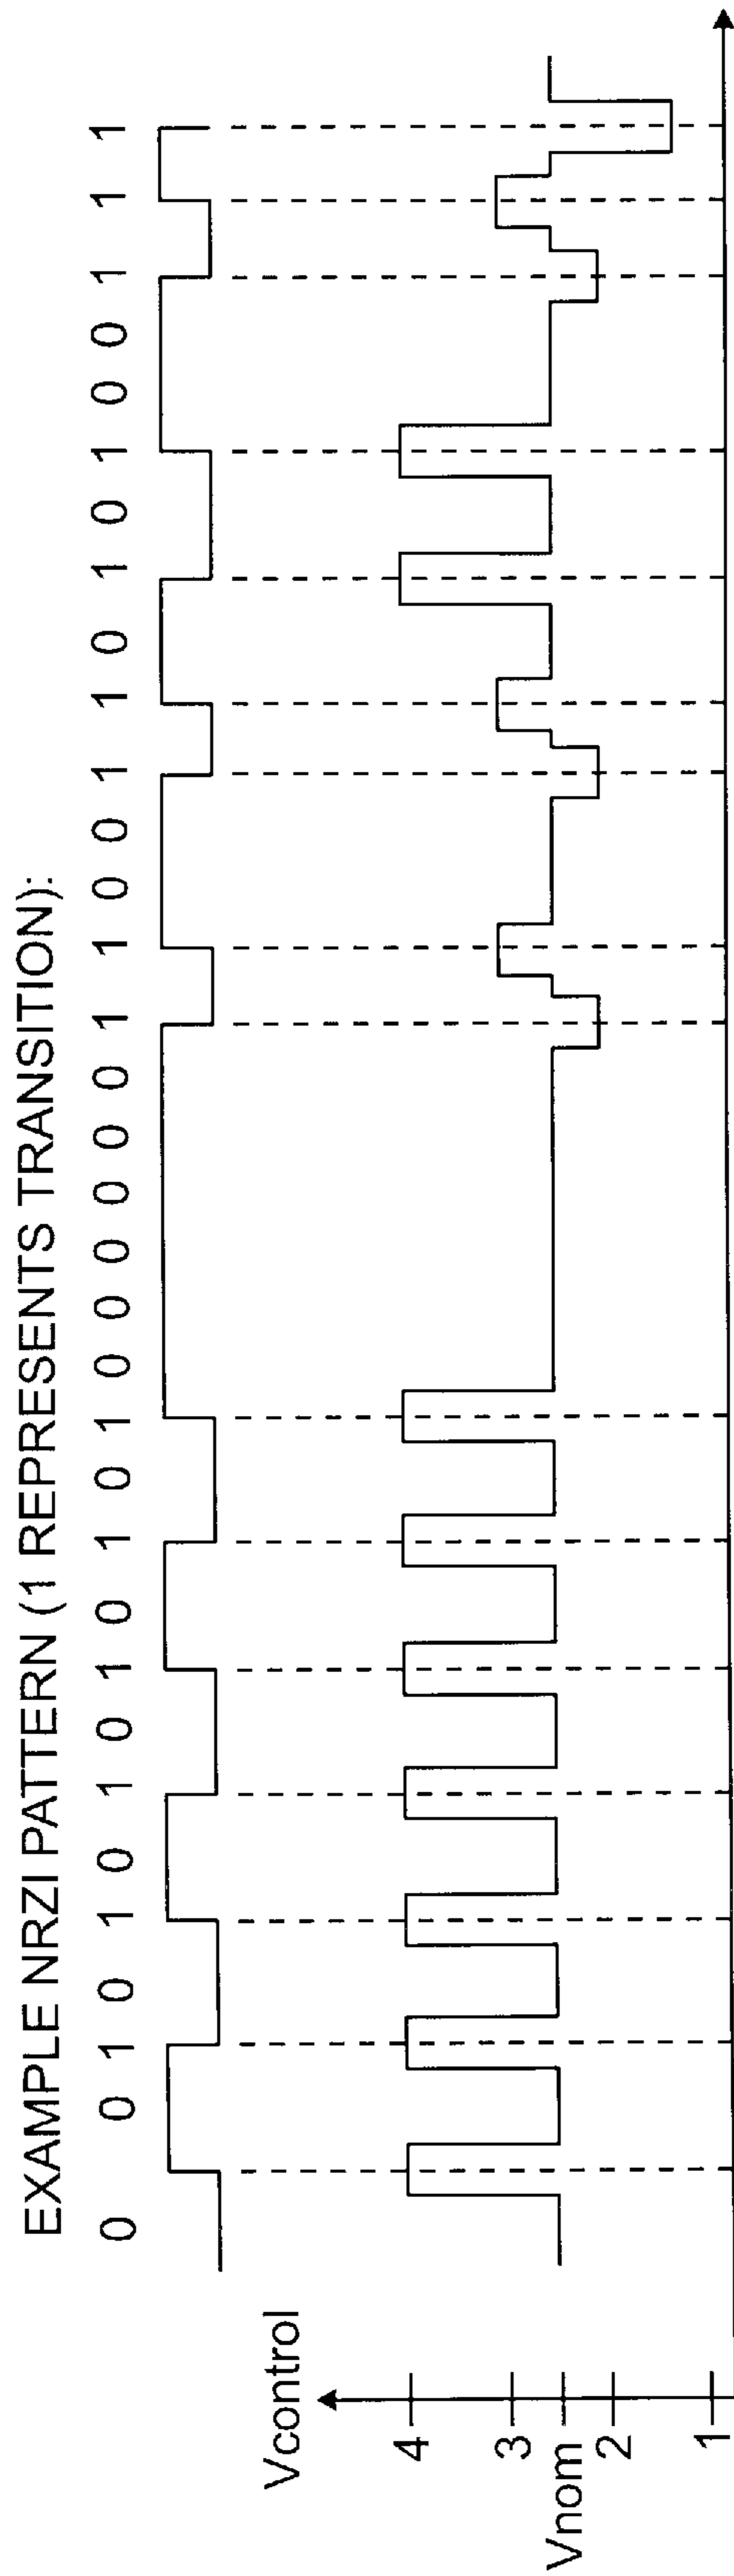 EXAMPLE NRZI PATTERN (1 REPRESENTS TRANSITION):
0 0 1 0 1 0 1 0 1 0 1 0 1 0 0 0 0 0 0 1 1 0 0 1 1 0 1 0 1 0 0 1 1 1
Vcontrol
4
3
Vnom
2
1